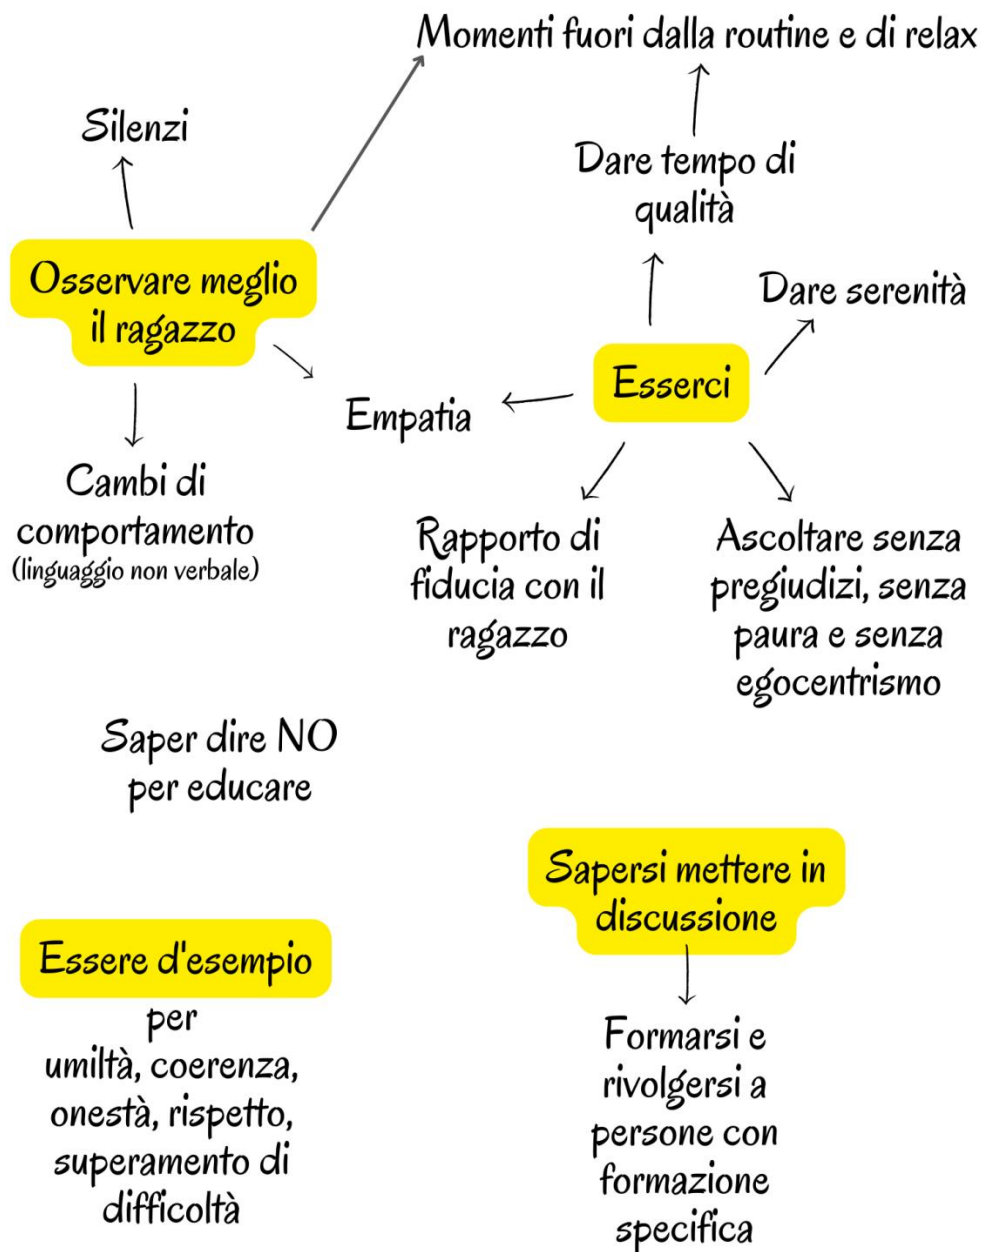 Momenti fuori dalla routine e di relax
Silenzi
Dare tempo di
qualità
Osservare meglio
il ragazzo
Dare serenità
Esserci
Empatia
Cambi di
comportamento
(linguaggio non verbale)
Rapporto di
fiducia con il
ragazzo
Ascoltare senza
pregiudizi, senza
paura e senza
egocentrismo
Saper dire NO
per educare
Sapersi mettere in
discussione
Essere d'esempio
per
umiltà, coerenza,
onestà, rispetto,
superamento di
difficoltà
Formarsi e
rivolgersi a
persone con
formazione
specifica